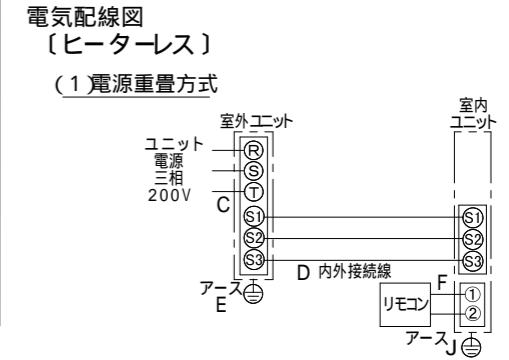 電気配線図
〔ヒーターレス〕
(1)電源重畳方式
室外ユニット
室内
ユニット
ユニット
電源
三相
200V
R
S
T
C
S1
S2
S3
S1
S2
S3
D 内外接続線
アース
E
リモコン
F
①
②
アース
J